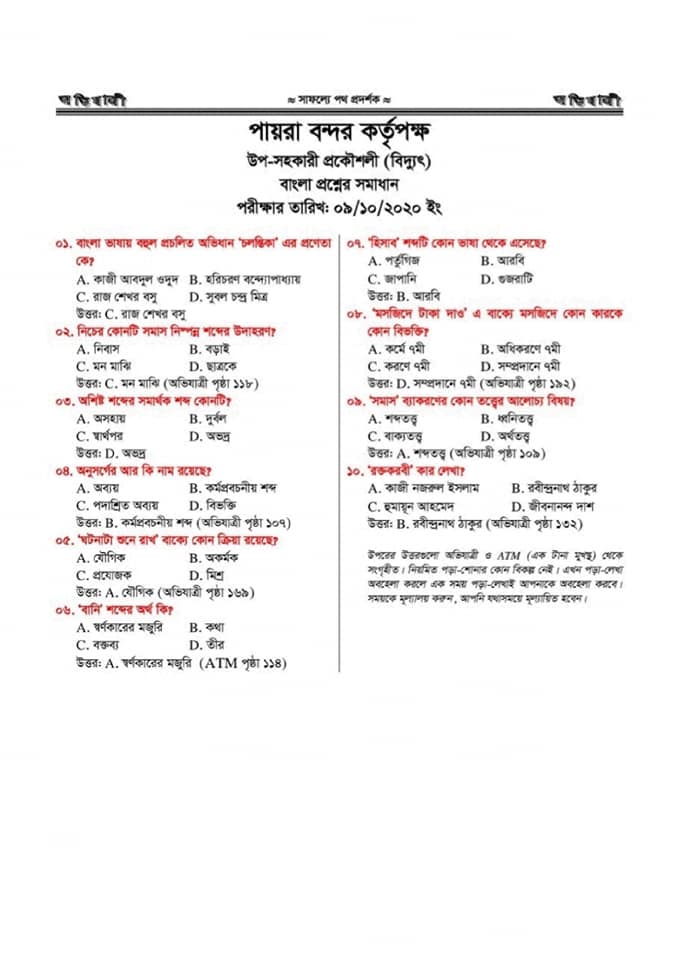 অভিযাত্রী
≈ সাফল্যে পথ প্রদর্শক ≈
অভিযাত্রী
পায়রা বন্দর কর্তৃপক্ষ
উপ-সহকারী প্রকৌশলী (বিদ্যুৎ)
বাংলা প্রশ্নের সমাধান
পরীক্ষার তারিখ: ০৯/১০/২০২০ ইং
০১. বাংলা ভাষায় বহুল প্রচলিত অভিধান ‘চলন্তিকা’ এর প্রণেতা
কে?
A. কাজী আবদুল ওদুদ B. হরিচরণ বন্দ্যোপাধ্যায়
C. রাজ শেখর বসু D. সুবল চন্দ্র মিত্র
উত্তর: C. রাজ শেখর বসু
০২. নিচের কোনটি সমাস নিষ্পন্ন শব্দের উদাহরণ?
A. নিবাস B. বড়াই
C. মন মাঝি D. ছাত্রকে
উত্তর: C. মন মাঝি (অভিযাত্রী পৃষ্ঠা ১১৮)
০৩. অশিষ্ট শব্দের সমার্থক শব্দ কোনটি?
A. অসহায় B. দুর্বল
C. স্বার্থপর D. অভদ্র
উত্তর: D. অভদ্র
০৪. অনুসর্গের আর কি নাম রয়েছে?
A. অব্যয় B. কর্মপ্রবচনীয় শব্দ
C. পদাশ্রিত অব্যয় D. বিভক্তি
উত্তর: B. কর্মপ্রবচনীয় শব্দ (অভিযাত্রী পৃষ্ঠা ১০৭)
০৫. ‘ঘটনাটা শুনে রাখ’ বাক্যে কোন ক্রিয়া রয়েছে?
A. যৌগিক B. অকর্মক
C. প্রযোজক D. মিশ্র
উত্তর: A. যৌগিক (অভিযাত্রী পৃষ্ঠা ১৬৯)
০৬. ‘বানি’ শব্দের অর্থ কি?
A. স্বর্ণকারের মজুরি B. কথা
C. বক্তব্য D. তীর
উত্তর: A. স্বর্ণকারের মজুরি (ATM পৃষ্ঠা ১১৪)
০৭. ‘হিসাব’ শব্দটি কোন ভাষা থেকে এসেছে?
A. পর্তুগিজ B. আরবি
C. জাপানি D. গুজরাটি
উত্তর: B. আরবি
০৮. ‘মসজিদে টাকা দাও’ এ বাক্যে মসজিদে কোন কারকে
কোন বিভক্তি?
A. কর্মে ৭মী B. অধিকরণে ৭মী
C. করণে ৭মী D. সম্প্রদানে ৭মী
উত্তর: D. সম্প্রদানে ৭মী (অভিযাত্রী পৃষ্ঠা ১৯২)
০৯. ‘সমাস’ ব্যাকরণের কোন তত্ত্বের আলোচ্য বিষয়?
A. শব্দতত্ত্ব B. ধ্বনিতত্ত্ব
C. বাক্যতত্ত্ব D. অর্থতত্ত্ব
উত্তর: A. শব্দতত্ত্ব (অভিযাত্রী পৃষ্ঠা ১০৯)
১০. ‘রক্তকরবী’ কার লেখা?
A. কাজী নজরুল ইসলাম B. রবীন্দ্রনাথ ঠাকুর
C. হুমায়ূন আহমেদ D. জীবনানন্দ দাশ
উত্তর: B. রবীন্দ্রনাথ ঠাকুর (অভিযাত্রী পৃষ্ঠা ১৩২)
উপরের উত্তরগুলো অভিযাত্রী ও ATM (এক টানা মুখস্থ) থেকে
সংগৃহীত। নিয়মিত পড়া-শোনার কোন বিকল্প নেই। এখন পড়া-লেখা
অবহেলা করলে এক সময় পড়া-লেখাই আপনাকে অবহেলা করবে।
সময়কে মূল্যায়ন করুন, আপনি যথাসময়ে মূল্যায়িত হবেন।